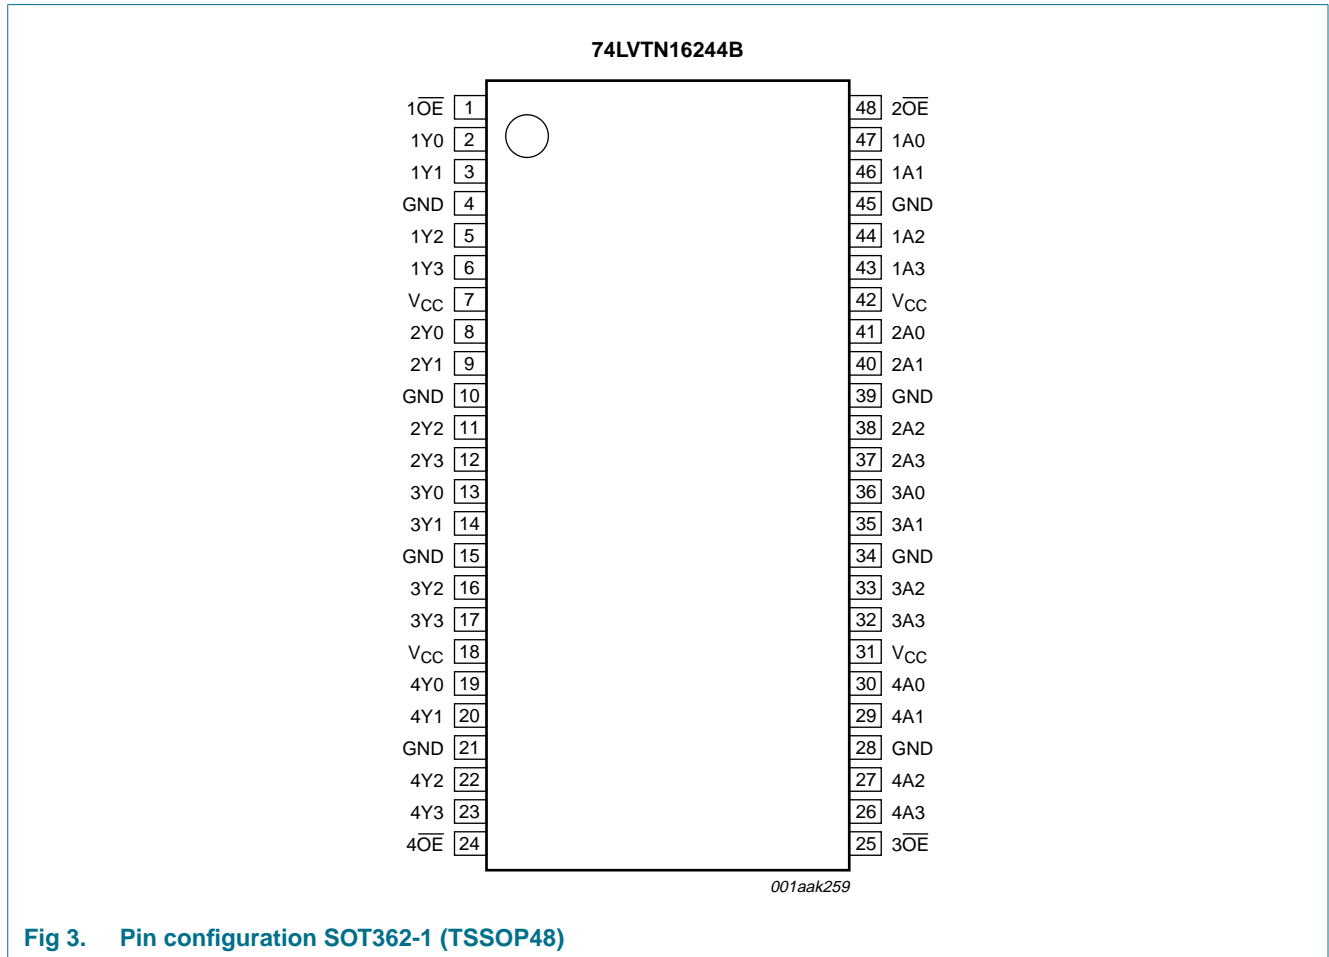 74LVTN16244B
1O̅E̅ 1 48 2O̅E̅
1Y0 2 47 1A0
1Y1 3 46 1A1
GND 4 45 GND
1Y2 5 44 1A2
1Y3 6 43 1A3
VCC 7 42 VCC
2Y0 8 41 2A0
2Y1 9 40 2A1
GND 10 39 GND
2Y2 11 38 2A2
2Y3 12 37 2A3
3Y0 13 36 3A0
3Y1 14 35 3A1
GND 15 34 GND
3Y2 16 33 3A2
3Y3 17 32 3A3
VCC 18 31 VCC
4Y0 19 30 4A0
4Y1 20 29 4A1
GND 21 28 GND
4Y2 22 27 4A2
4Y3 23 26 4A3
4O̅E̅ 24 25 3O̅E̅
001aak259
Fig 3. Pin configuration SOT362-1 (TSSOP48)